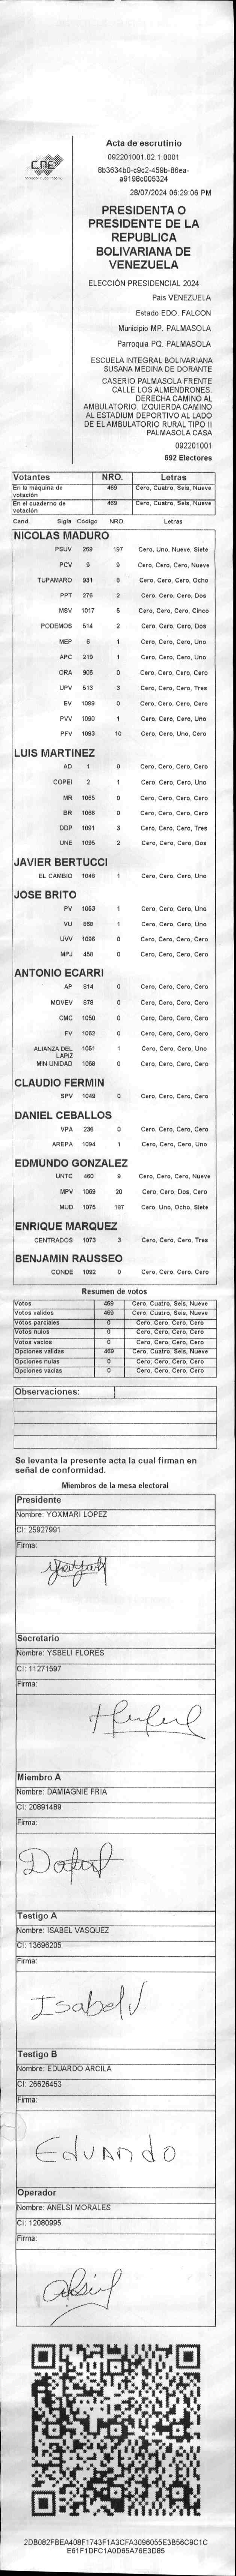 CNE
Acta de escrutinio
092201001.02.1.0001
8b3634b0-c9c2-459b-86ea-
a9198c005324
28/07/2024 06:29:06 PM
PRESIDENTA O
PRESIDENTE DE LA
REPUBLICA
BOLIVARIANA DE
VENEZUELA
ELECCIÓN PRESIDENCIAL 2024
Pais VENEZUELA
Estado EDO. FALCON
Municipio MP. PALMASOLA
Parroquia PQ. PALMASOLA
ESCUELA INTEGRAL BOLIVARIANA
SUSANA MEDINA DE DORANTE
CASERIO PALMASOLA FRENTE
CALLE LOS ALMENDRONES.
DERECHA CAMINO AL
AMBULATORIO. IZQUIERDA CAMINO
AL ESTADIUM DEPORTIVO AL LADO
DE EL AMBULATORIO RURAL TIPO II
PALMASOLA CASA
092201001
692 Electores
Votantes NRO. Letras
En la máquina de votación 469 Cero, Cuatro, Seis, Nueve
En el cuaderno de votación 469 Cero, Cuatro, Seis, Nueve
Cand. Sigla Código NRO. Letras
NICOLAS MADURO
PSUV 269 197 Cero, Uno, Nueve, Siete
PCV 9 9 Cero, Cero, Cero, Nueve
TUPAMARO 931 8 Cero, Cero, Cero, Ocho
PPT 276 2 Cero, Cero, Cero, Dos
MSV 1017 5 Cero, Cero, Cero, Cinco
PODEMOS 514 2 Cero, Cero, Cero, Dos
MEP 6 1 Cero, Cero, Cero, Uno
APC 219 1 Cero, Cero, Cero, Uno
ORA 906 0 Cero, Cero, Cero, Cero
UPV 513 3 Cero, Cero, Cero, Tres
EV 1089 0 Cero, Cero, Cero, Cero
PVV 1090 1 Cero, Cero, Cero, Uno
PFV 1093 10 Cero, Cero, Uno, Cero
LUIS MARTINEZ
AD 1 0 Cero, Cero, Cero, Cero
COPEI 2 1 Cero, Cero, Cero, Uno
MR 1065 0 Cero, Cero, Cero, Cero
BR 1066 0 Cero, Cero, Cero, Cero
DDP 1091 3 Cero, Cero, Cero, Tres
UNE 1095 2 Cero, Cero, Cero, Dos
JAVIER BERTUCCI
EL CAMBIO 1048 1 Cero, Cero, Cero, Uno
JOSE BRITO
PV 1053 1 Cero, Cero, Cero, Uno
VU 868 1 Cero, Cero, Cero, Uno
UVV 1096 0 Cero, Cero, Cero, Cero
MPJ 458 0 Cero, Cero, Cero, Cero
ANTONIO ECARRI
AP 814 0 Cero, Cero, Cero, Cero
MOVEV 878 0 Cero, Cero, Cero, Cero
CMC 1050 0 Cero, Cero, Cero, Cero
FV 1062 0 Cero, Cero, Cero, Cero
ALIANZA DEL LAPIZ 1051 1 Cero, Cero, Cero, Uno
MIN UNIDAD 1068 0 Cero, Cero, Cero, Cero
CLAUDIO FERMIN
SPV 1049 0 Cero, Cero, Cero, Cero
DANIEL CEBALLOS
VPA 236 0 Cero, Cero, Cero, Cero
AREPA 1094 1 Cero, Cero, Cero, Uno
EDMUNDO GONZALEZ
UNTC 460 9 Cero, Cero, Cero, Nueve
MPV 1069 20 Cero, Cero, Dos, Cero
MUD 1075 187 Cero, Uno, Ocho, Siete
ENRIQUE MARQUEZ
CENTRADOS 1073 3 Cero, Cero, Cero, Tres
BENJAMIN RAUSSEO
CONDE 1092 0 Cero, Cero, Cero, Cero
Resumen de votos
Votos 469 Cero, Cuatro, Seis, Nueve
Votos validos 469 Cero, Cuatro, Seis, Nueve
Votos parciales 0 Cero, Cero, Cero, Cero
Votos nulos 0 Cero, Cero, Cero, Cero
Votos vacios 0 Cero, Cero, Cero, Cero
Opciones validas 469 Cero, Cuatro, Seis, Nueve
Opciones nulas 0 Cero, Cero, Cero, Cero
Opciones vacias 0 Cero, Cero, Cero, Cero
Observaciones:
Se levanta la presente acta la cual firman en
señal de conformidad.
Miembros de la mesa electoral
Presidente
Nombre: YOXMARI LOPEZ
CI: 25927991
Firma:
Secretario
Nombre: YSBELI FLORES
CI: 11271597
Firma:
Miembro A
Nombre: DAMIAGNIE FRIA
CI: 20891489
Firma:
Testigo A
Nombre: ISABEL VASQUEZ
CI: 13696205
Firma:
Isabel V
Testigo B
Nombre: EDUARDO ARCILA
CI: 26626453
Firma:
Eduando
Operador
Nombre: ANELSI MORALES
CI: 12080995
Firma:
2DB082FBEA408F1743F1A3CFA3096055E3B56C9C1C
E61F1DFC1A0D65A76E3D85